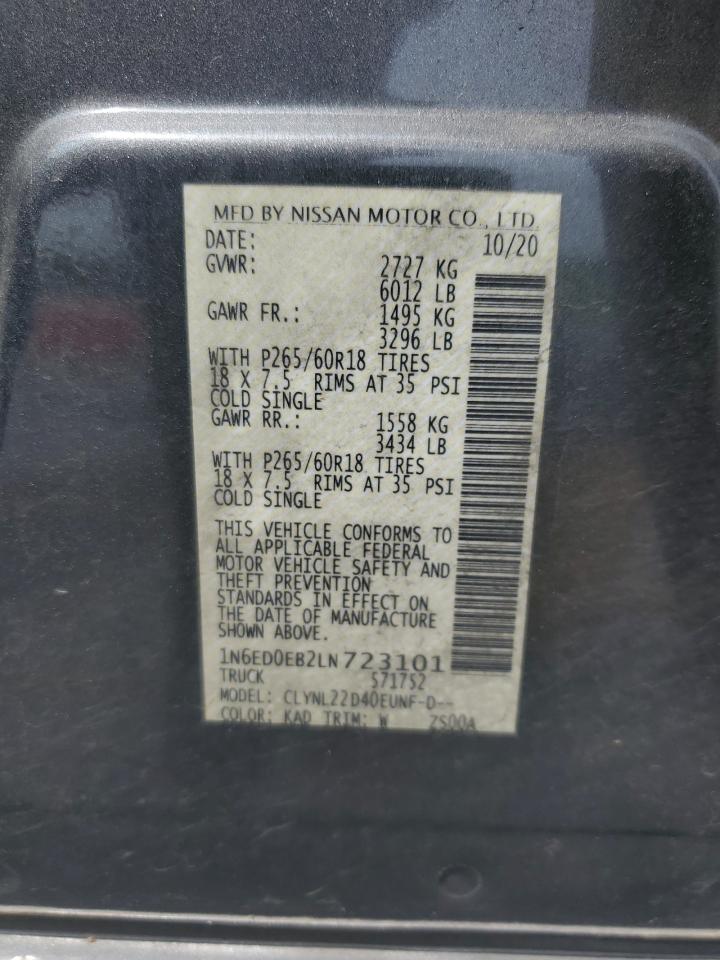 MFD BY NISSAN MOTOR CO., LTD.
DATE: 10/20
GVWR: 2727 KG
6012 LB
GAWR FR.: 1495 KG
3296 LB
WITH P265/60R18 TIRES
18 X 7.5 RIMS AT 35 PSI
COLD SINGLE
GAWR RR.: 1558 KG
3434 LB
WITH P265/60R18 TIRES
18 X 7.5 RIMS AT 35 PSI
COLD SINGLE
THIS VEHICLE CONFORMS TO
ALL APPLICABLE FEDERAL
MOTOR VEHICLE SAFETY AND
THEFT PREVENTION
STANDARDS IN EFFECT ON
THE DATE OF MANUFACTURE
SHOWN ABOVE.
1N6ED0EB2LN723101
TRUCK 571752
MODEL: CLYNL22D40EUNF-D--
COLOR: KAD TRIM: W ZS00A